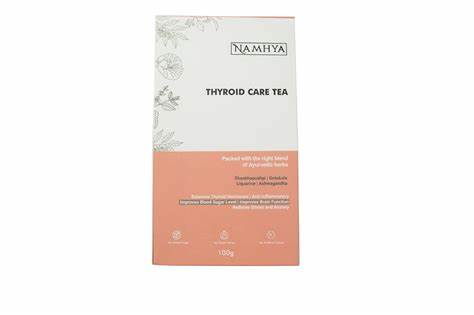 NAMHYA
THYROID CARE TEA
Packed with the right blend
of Ayurvedic herbs
Shankhapushpi | Gotukola
Liquorice | Ashwagandha
Balances Thyroid Hormones | Anti-inflammatory
Improves Blood Sugar Level | Improves Brain Function
Reduces Stress and Anxiety
100g